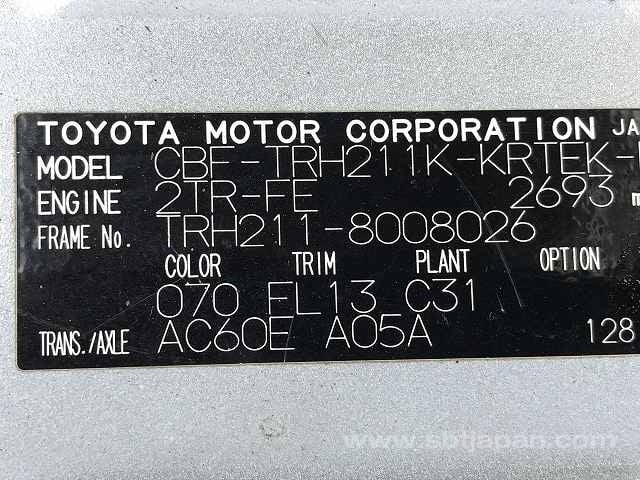 TOYOTA MOTOR CORPORATION JA
MODEL CBF-TRH211K-KRTEK-
ENGINE 2TR-FE 2693 m
FRAME No. TRH211-8008026
COLOR TRIM PLANT OPTION
070 FL13 C31
TRANS./AXLE AC60E A05A 128
www.sbtjapan.com